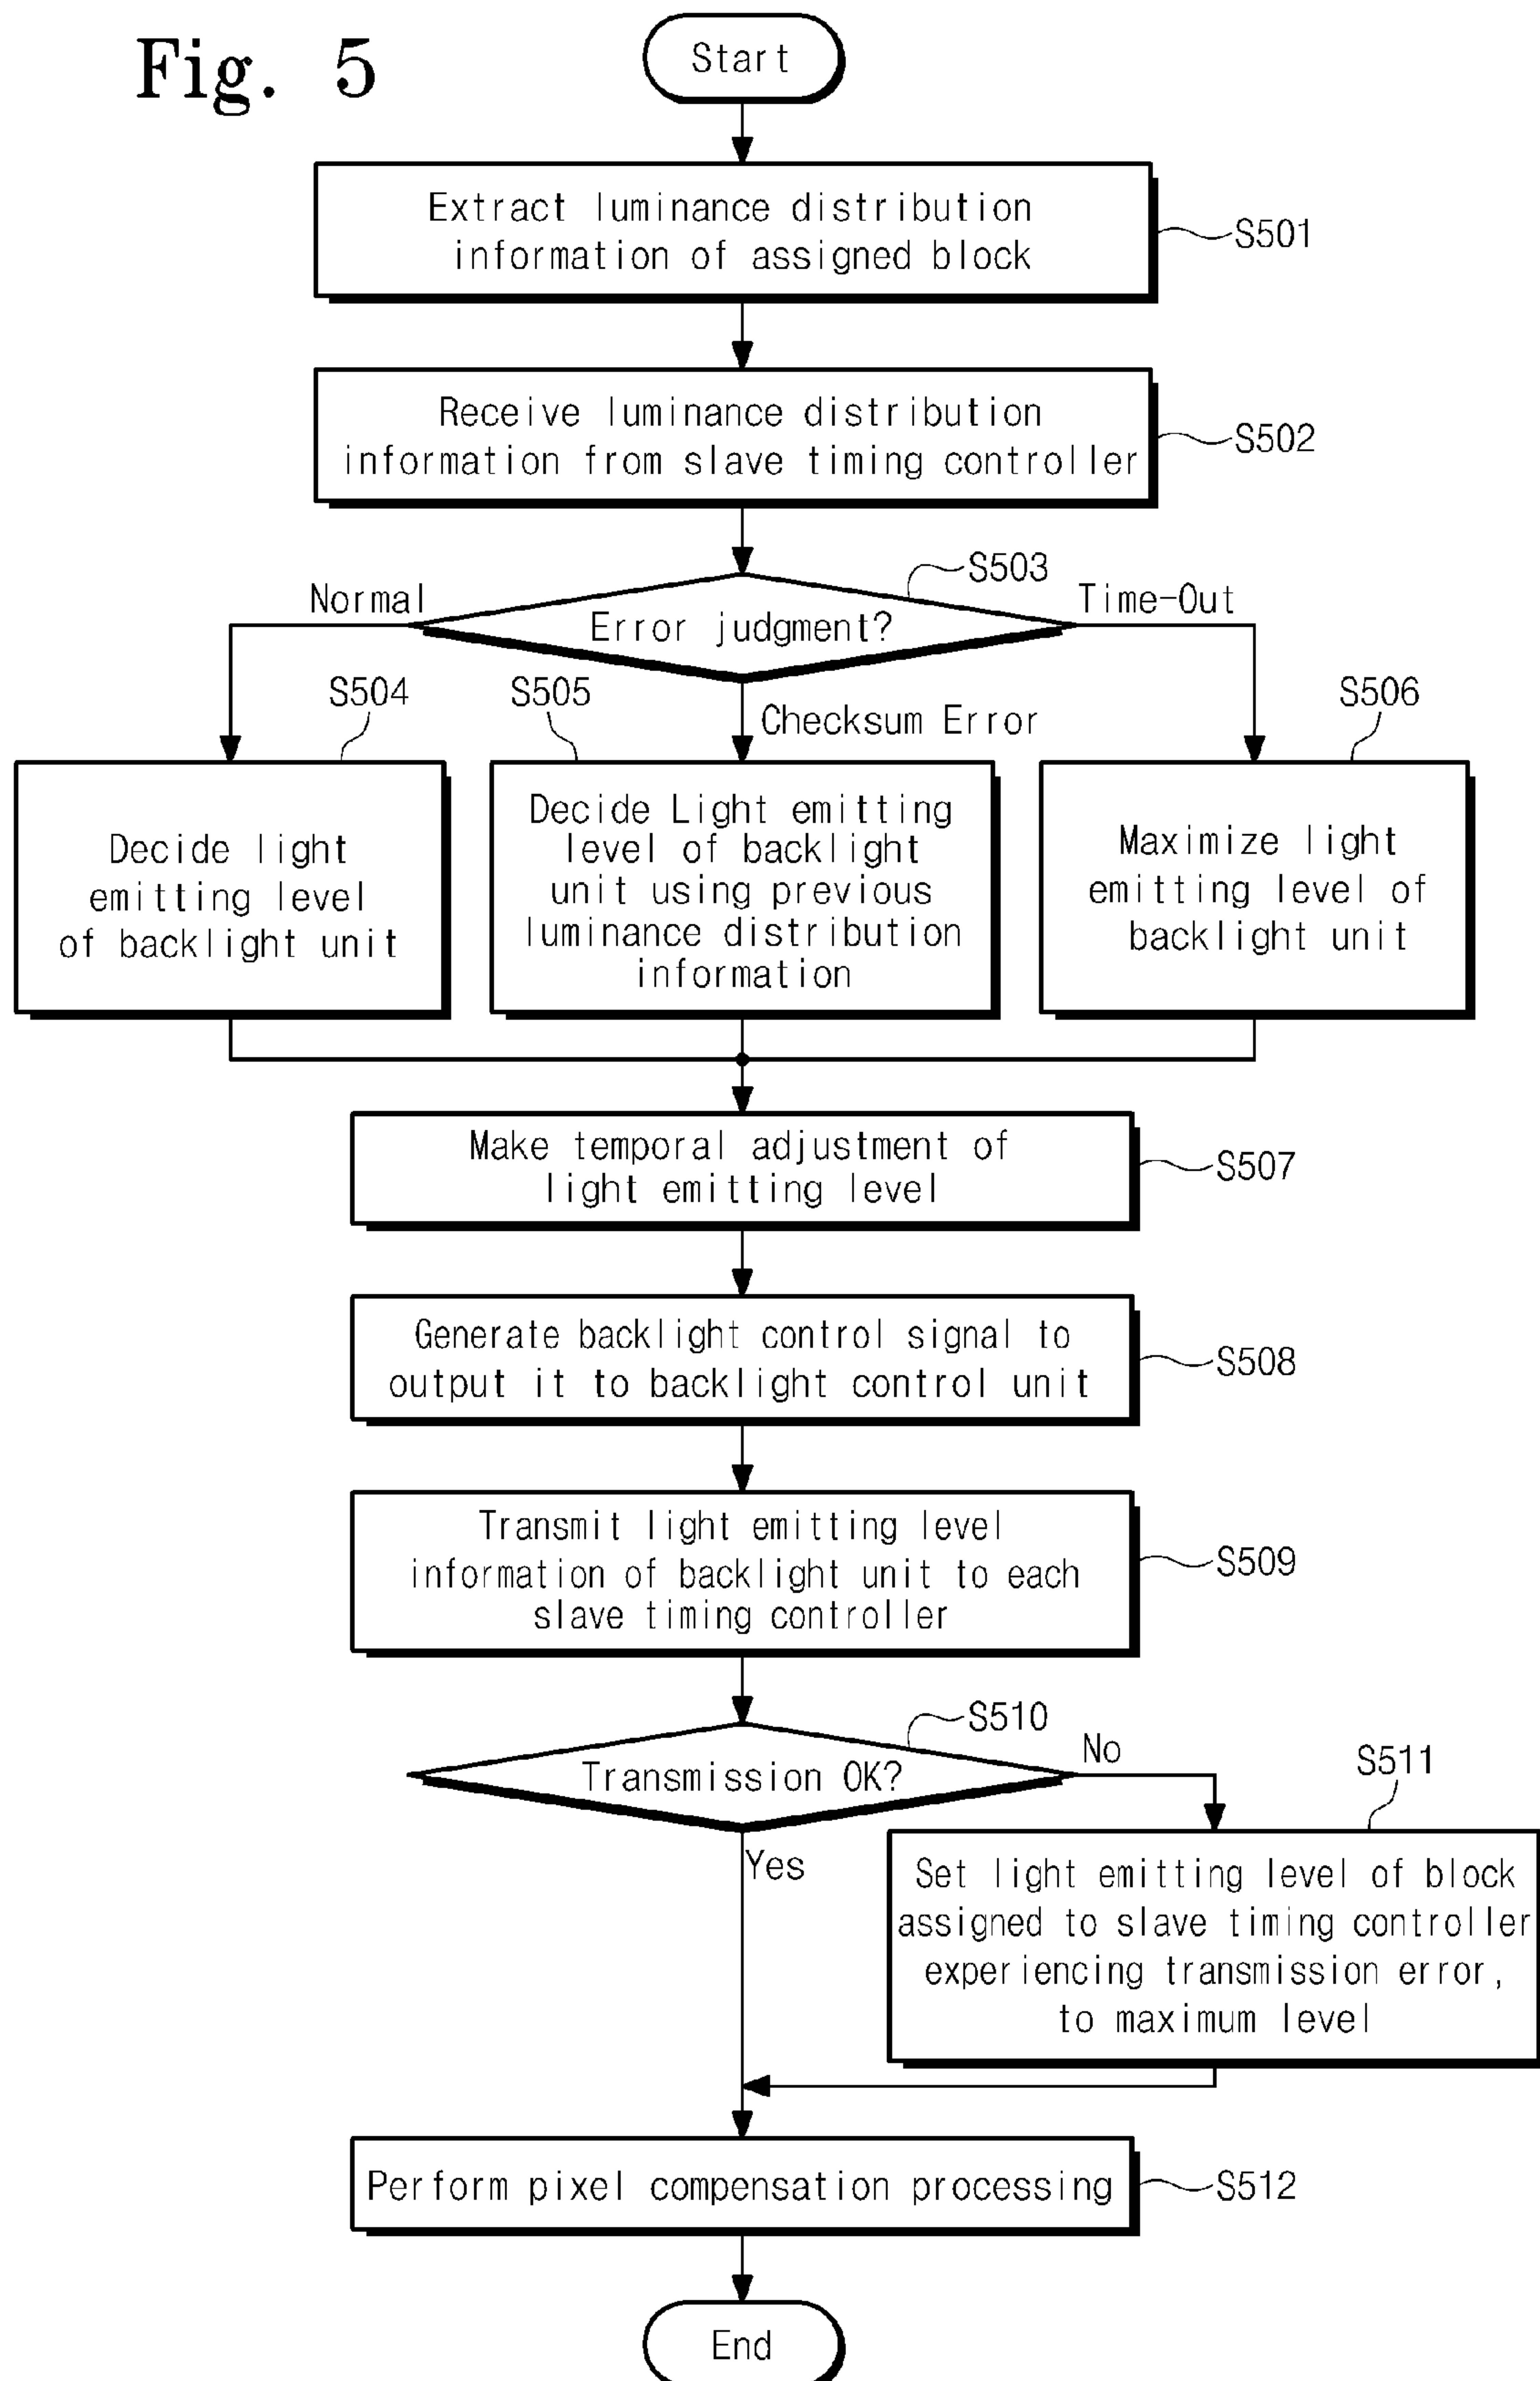 Fig. 5
Start
Extract luminance distribution
information of assigned block
S501
Receive luminance distribution
information from slave timing controller
S502
S503
Normal
Error judgment?
Time-Out
S504
S505
Checksum Error
S506
Decide light
emitting level
of backlight unit
Decide Light emitting
level of backlight
unit using previous
luminance distribution
information
Maximize light
emitting level of
backlight unit
Make temporal adjustment of
light emitting level
S507
Generate backlight control signal to
output it to backlight control unit
S508
Transmit light emitting level
information of backlight unit to each
slave timing controller
S509
S510
Transmission OK?
No
S511
Yes
Set light emitting level of block
assigned to slave timing controller
experiencing transmission error,
to maximum level
Perform pixel compensation processing
S512
End